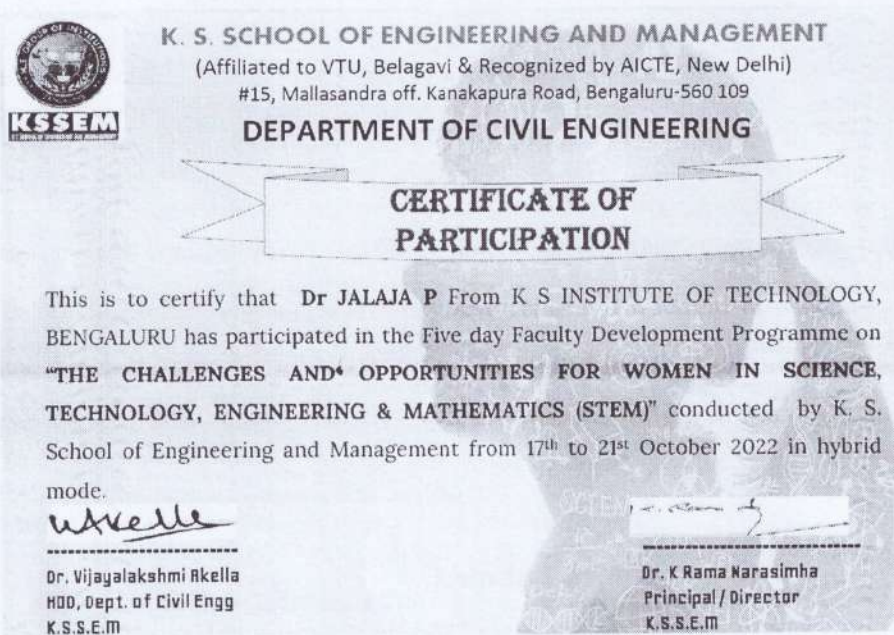 K. S. SCHOOL OF ENGINEERING AND MANAGEMENT
(Affiliated to VTU, Belagavi & Recognized by AICTE, New Delhi)
#15, Mallasandra off. Kanakapura Road, Bengaluru-560 109
KSSEM
DEPARTMENT OF CIVIL ENGINEERING
CERTIFICATE OF
PARTICIPATION
This is to certify that Dr JALAJA P From K S INSTITUTE OF TECHNOLOGY,
BENGALURU has participated in the Five day Faculty Development Programme on
“THE CHALLENGES AND‘ OPPORTUNITIES FOR WOMEN IN SCIENCE,
TECHNOLOGY, ENGINEERING & MATHEMATICS (STEM)” conducted by K. S.
School of Engineering and Management from 17th to 21st October 2022 in hybrid
mode.
Dr. Vijayalakshmi Akella
HOD, Dept. of Civil Engg
K.S.S.E.M
Dr. K Rama Narasimha
Principal / Director
K.S.S.E.M